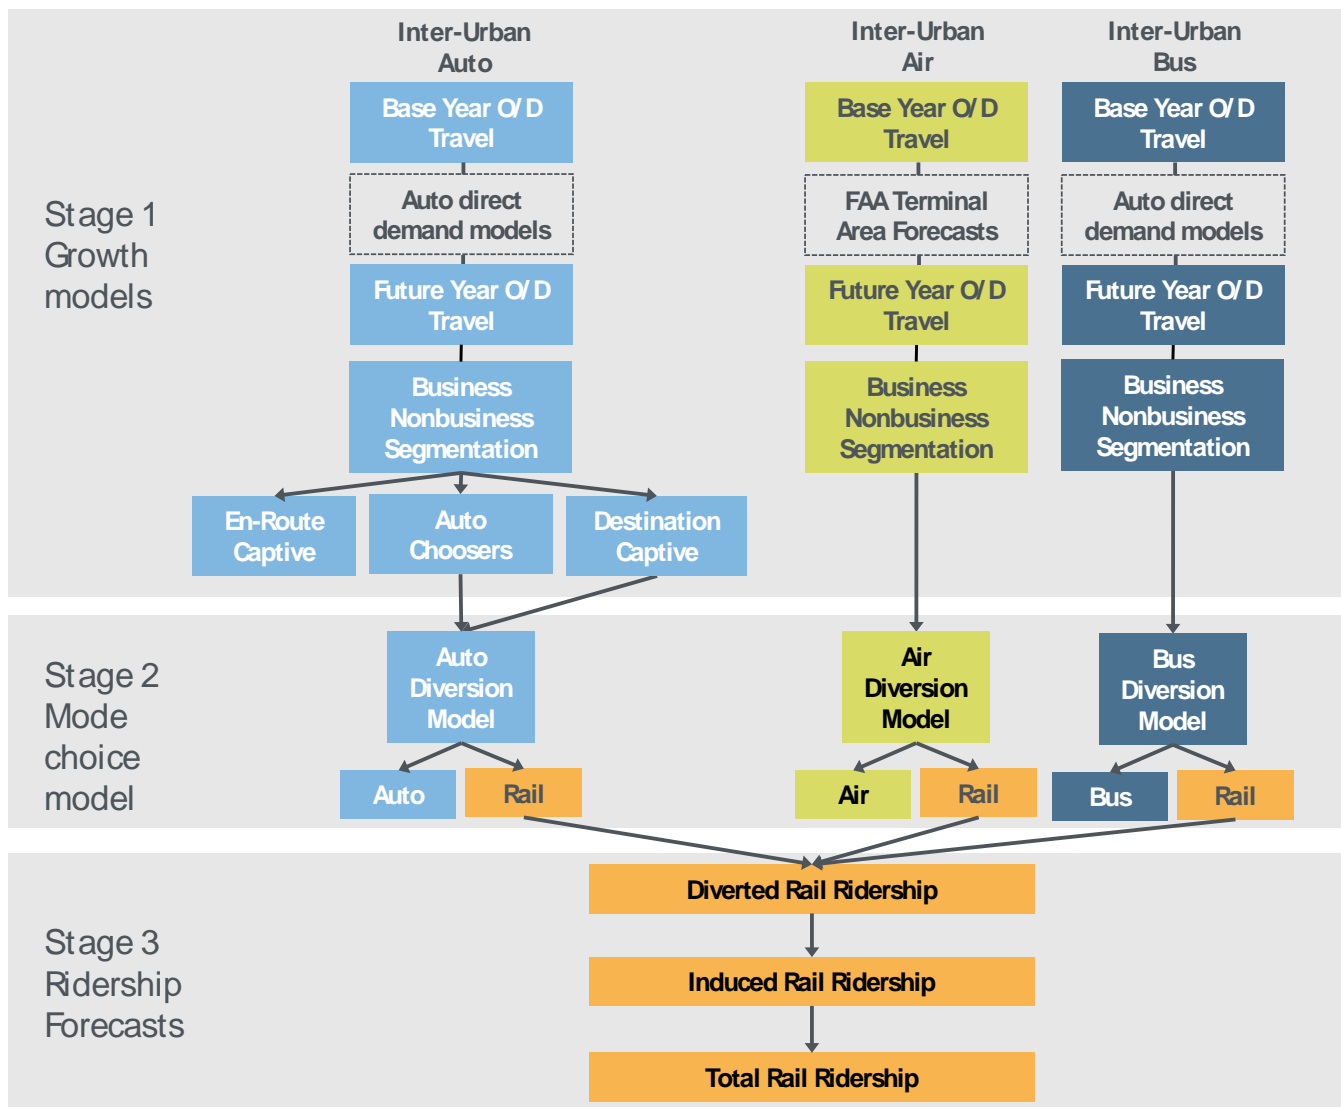 Inter-Urban
Auto
Inter-Urban
Air
Inter-Urban
Bus
Stage 1
Growth
models
Base Year O/D
Travel
Auto direct
demand models
Future Year O/D
Travel
Business
Nonbusiness
Segmentation
En-Route
Captive
Auto
Choosers
Destination
Captive
Base Year O/D
Travel
FAA Terminal
Area Forecasts
Future Year O/D
Travel
Business
Nonbusiness
Segmentation
Base Year O/D
Travel
Auto direct
demand models
Future Year O/D
Travel
Business
Nonbusiness
Segmentation
Stage 2
Mode
choice
model
Auto
Diversion
Model
Auto
Rail
Air
Diversion
Model
Air
Rail
Bus
Diversion
Model
Bus
Rail
Stage 3
Ridership
Forecasts
Diverted Rail Ridership
Induced Rail Ridership
Total Rail Ridership